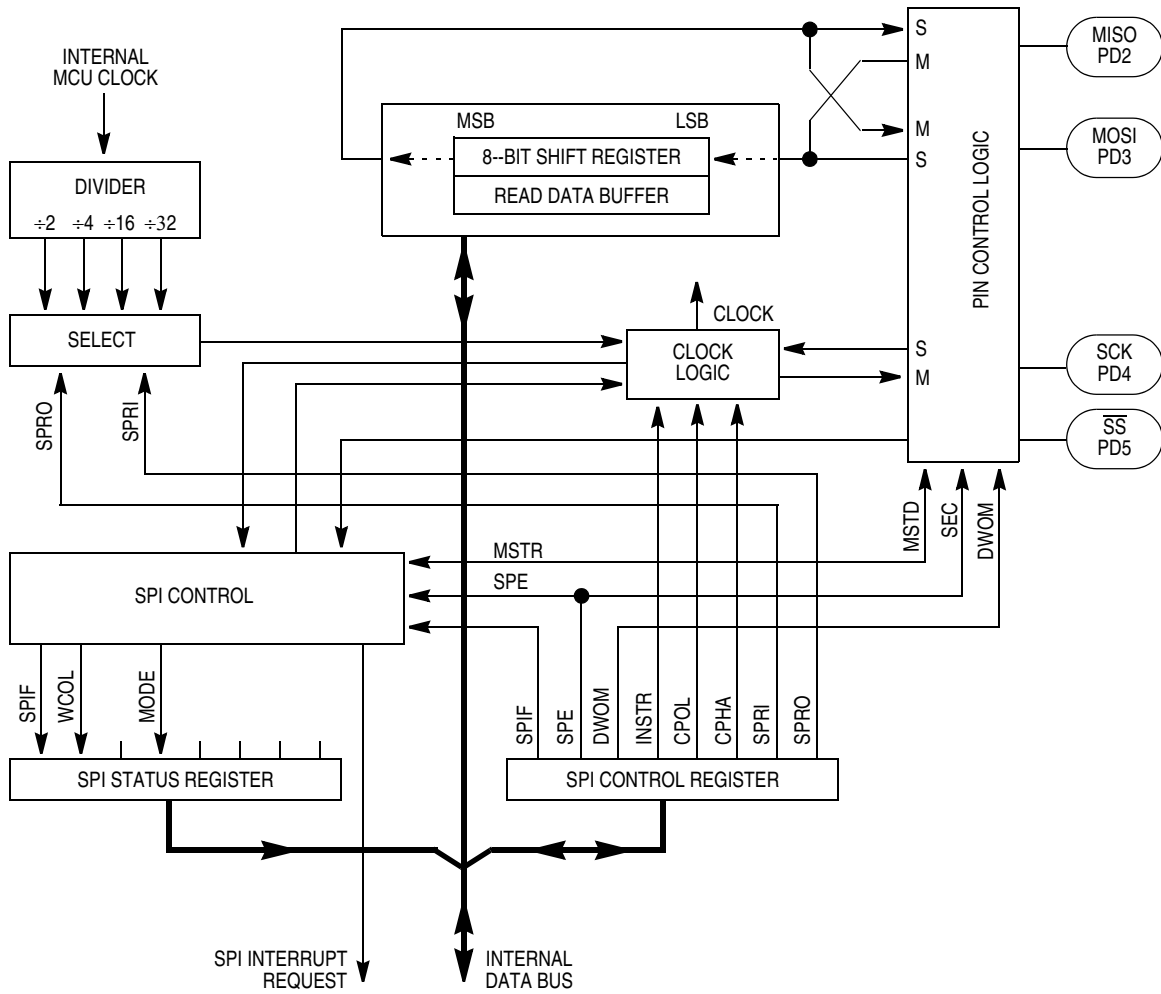 INTERNAL
MCU CLOCK
DIVIDER
÷2 ÷4 ÷16 ÷32
SELECT
SPRO
SPRI
MSB LSB
8--BIT SHIFT REGISTER
READ DATA BUFFER
CLOCK
CLOCK
LOGIC
S
M
M
S
S
M
PIN CONTROL LOGIC
MISO
PD2
MOSI
PD3
SCK
PD4
SS
PD5
MSTD
SEC
DWOM
MSTR
SPE
SPI CONTROL
SPIF
WCOL
MODE
SPI STATUS REGISTER
SPIF
SPE
DWOM
INSTR
CPOL
CPHA
SPRI
SPRO
SPI CONTROL REGISTER
SPI INTERRUPT
REQUEST
INTERNAL
DATA BUS